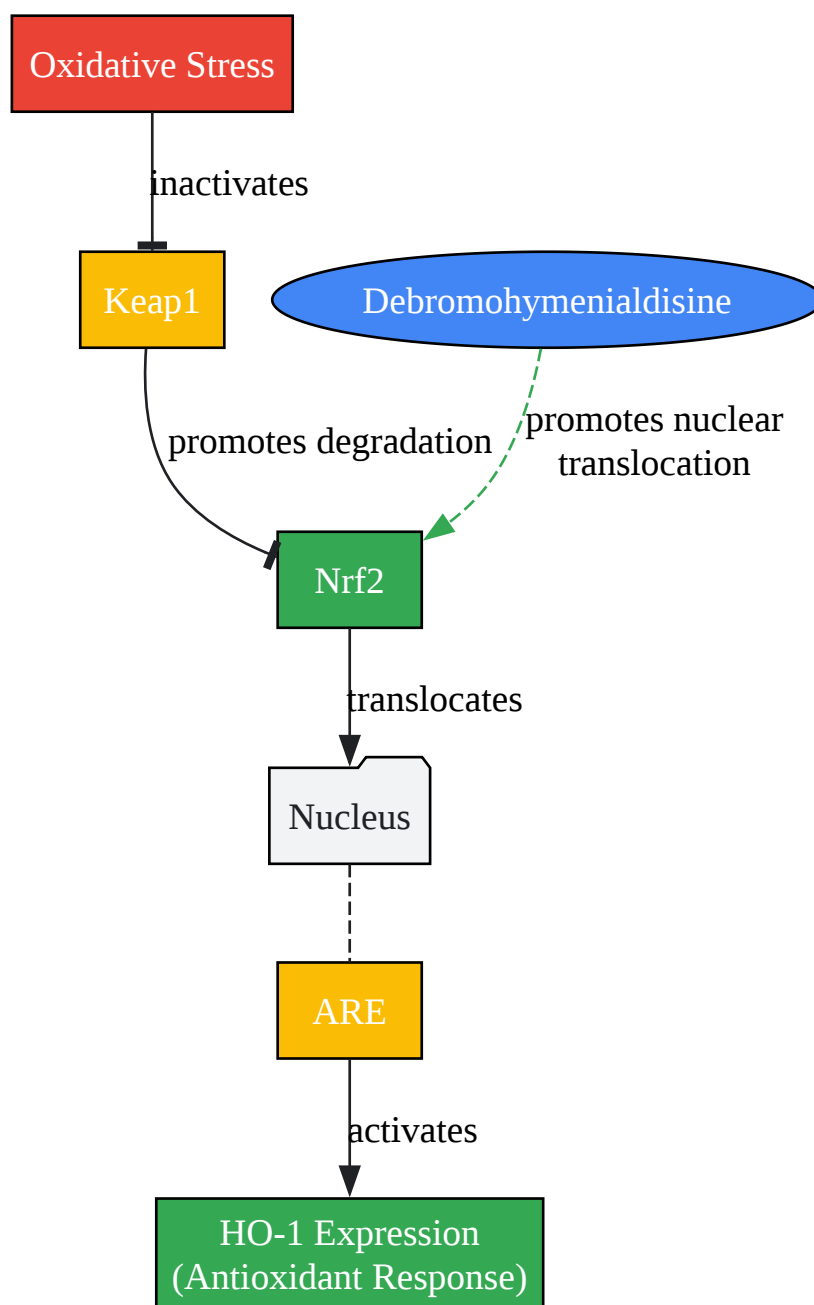 Oxidative Stress
inactivates
Keap1
Debromohymenialdisine
promotes degradation
promotes nuclear
translocation
Nrf2
translocates
Nucleus
ARE
activates
HO-1 Expression
(Antioxidant Response)